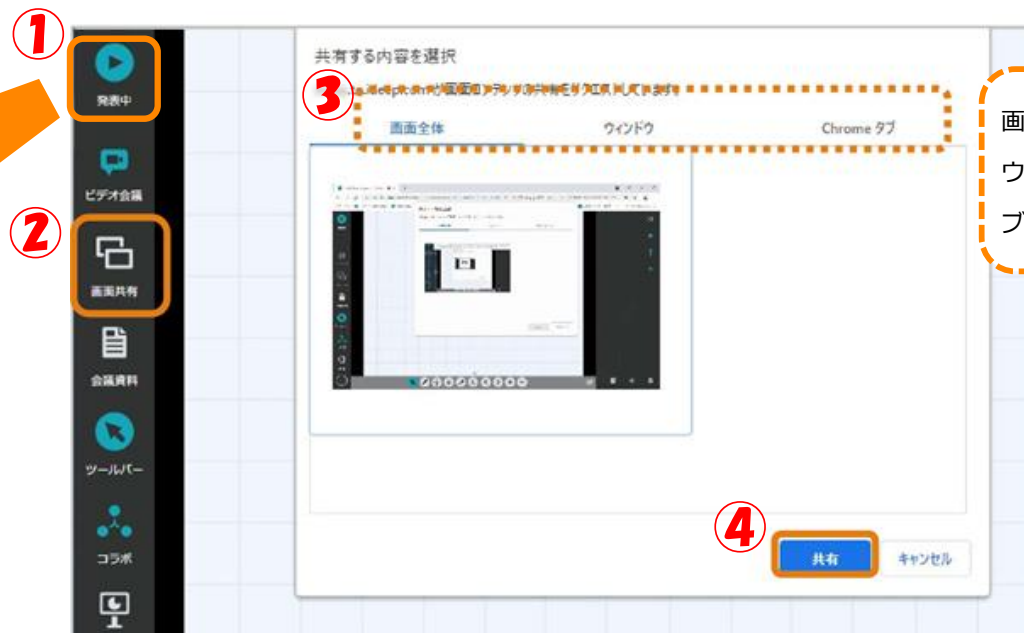 ①
発表中
ビデオ会議
②
画面共有
会議資料
ツールバー
コラボ
共有する内容を選択
③
画面全体
ウィンドウ
Chrome タブ
④
共有
キャンセル
画
ウ
ブ